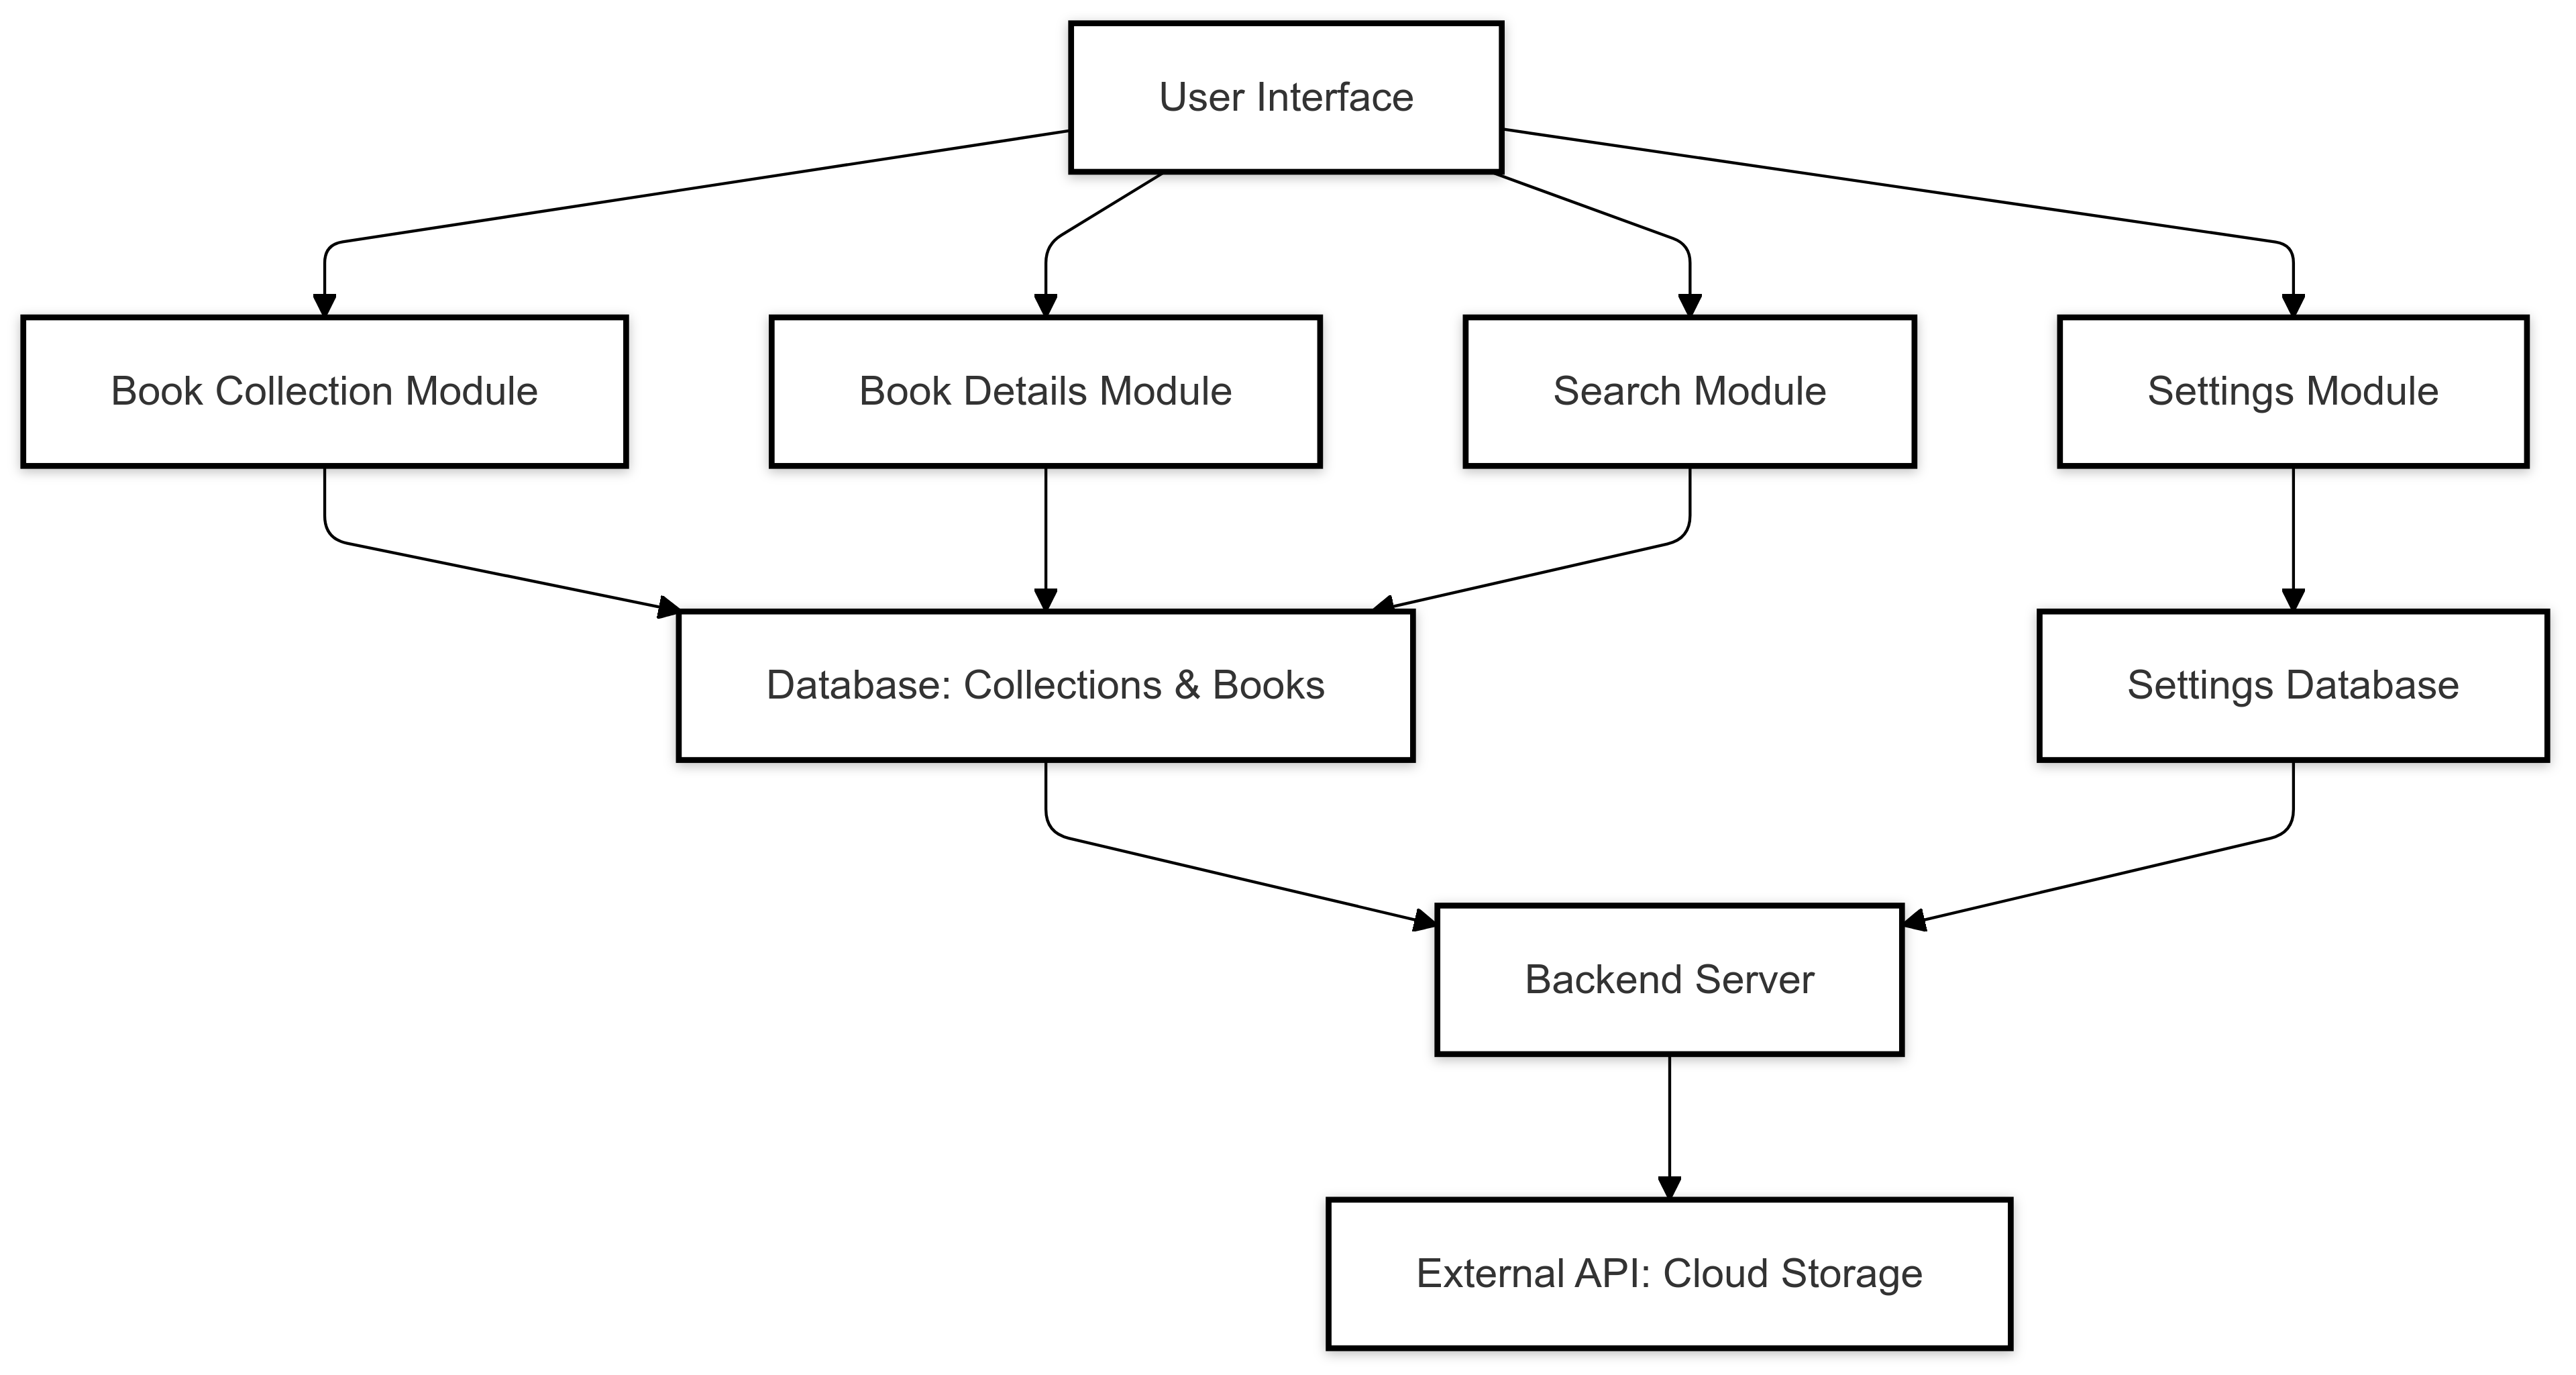 User Interface
Book Collection Module
Book Details Module
Search Module
Settings Module
Database: Collections & Books
Settings Database
Backend Server
External API: Cloud Storage